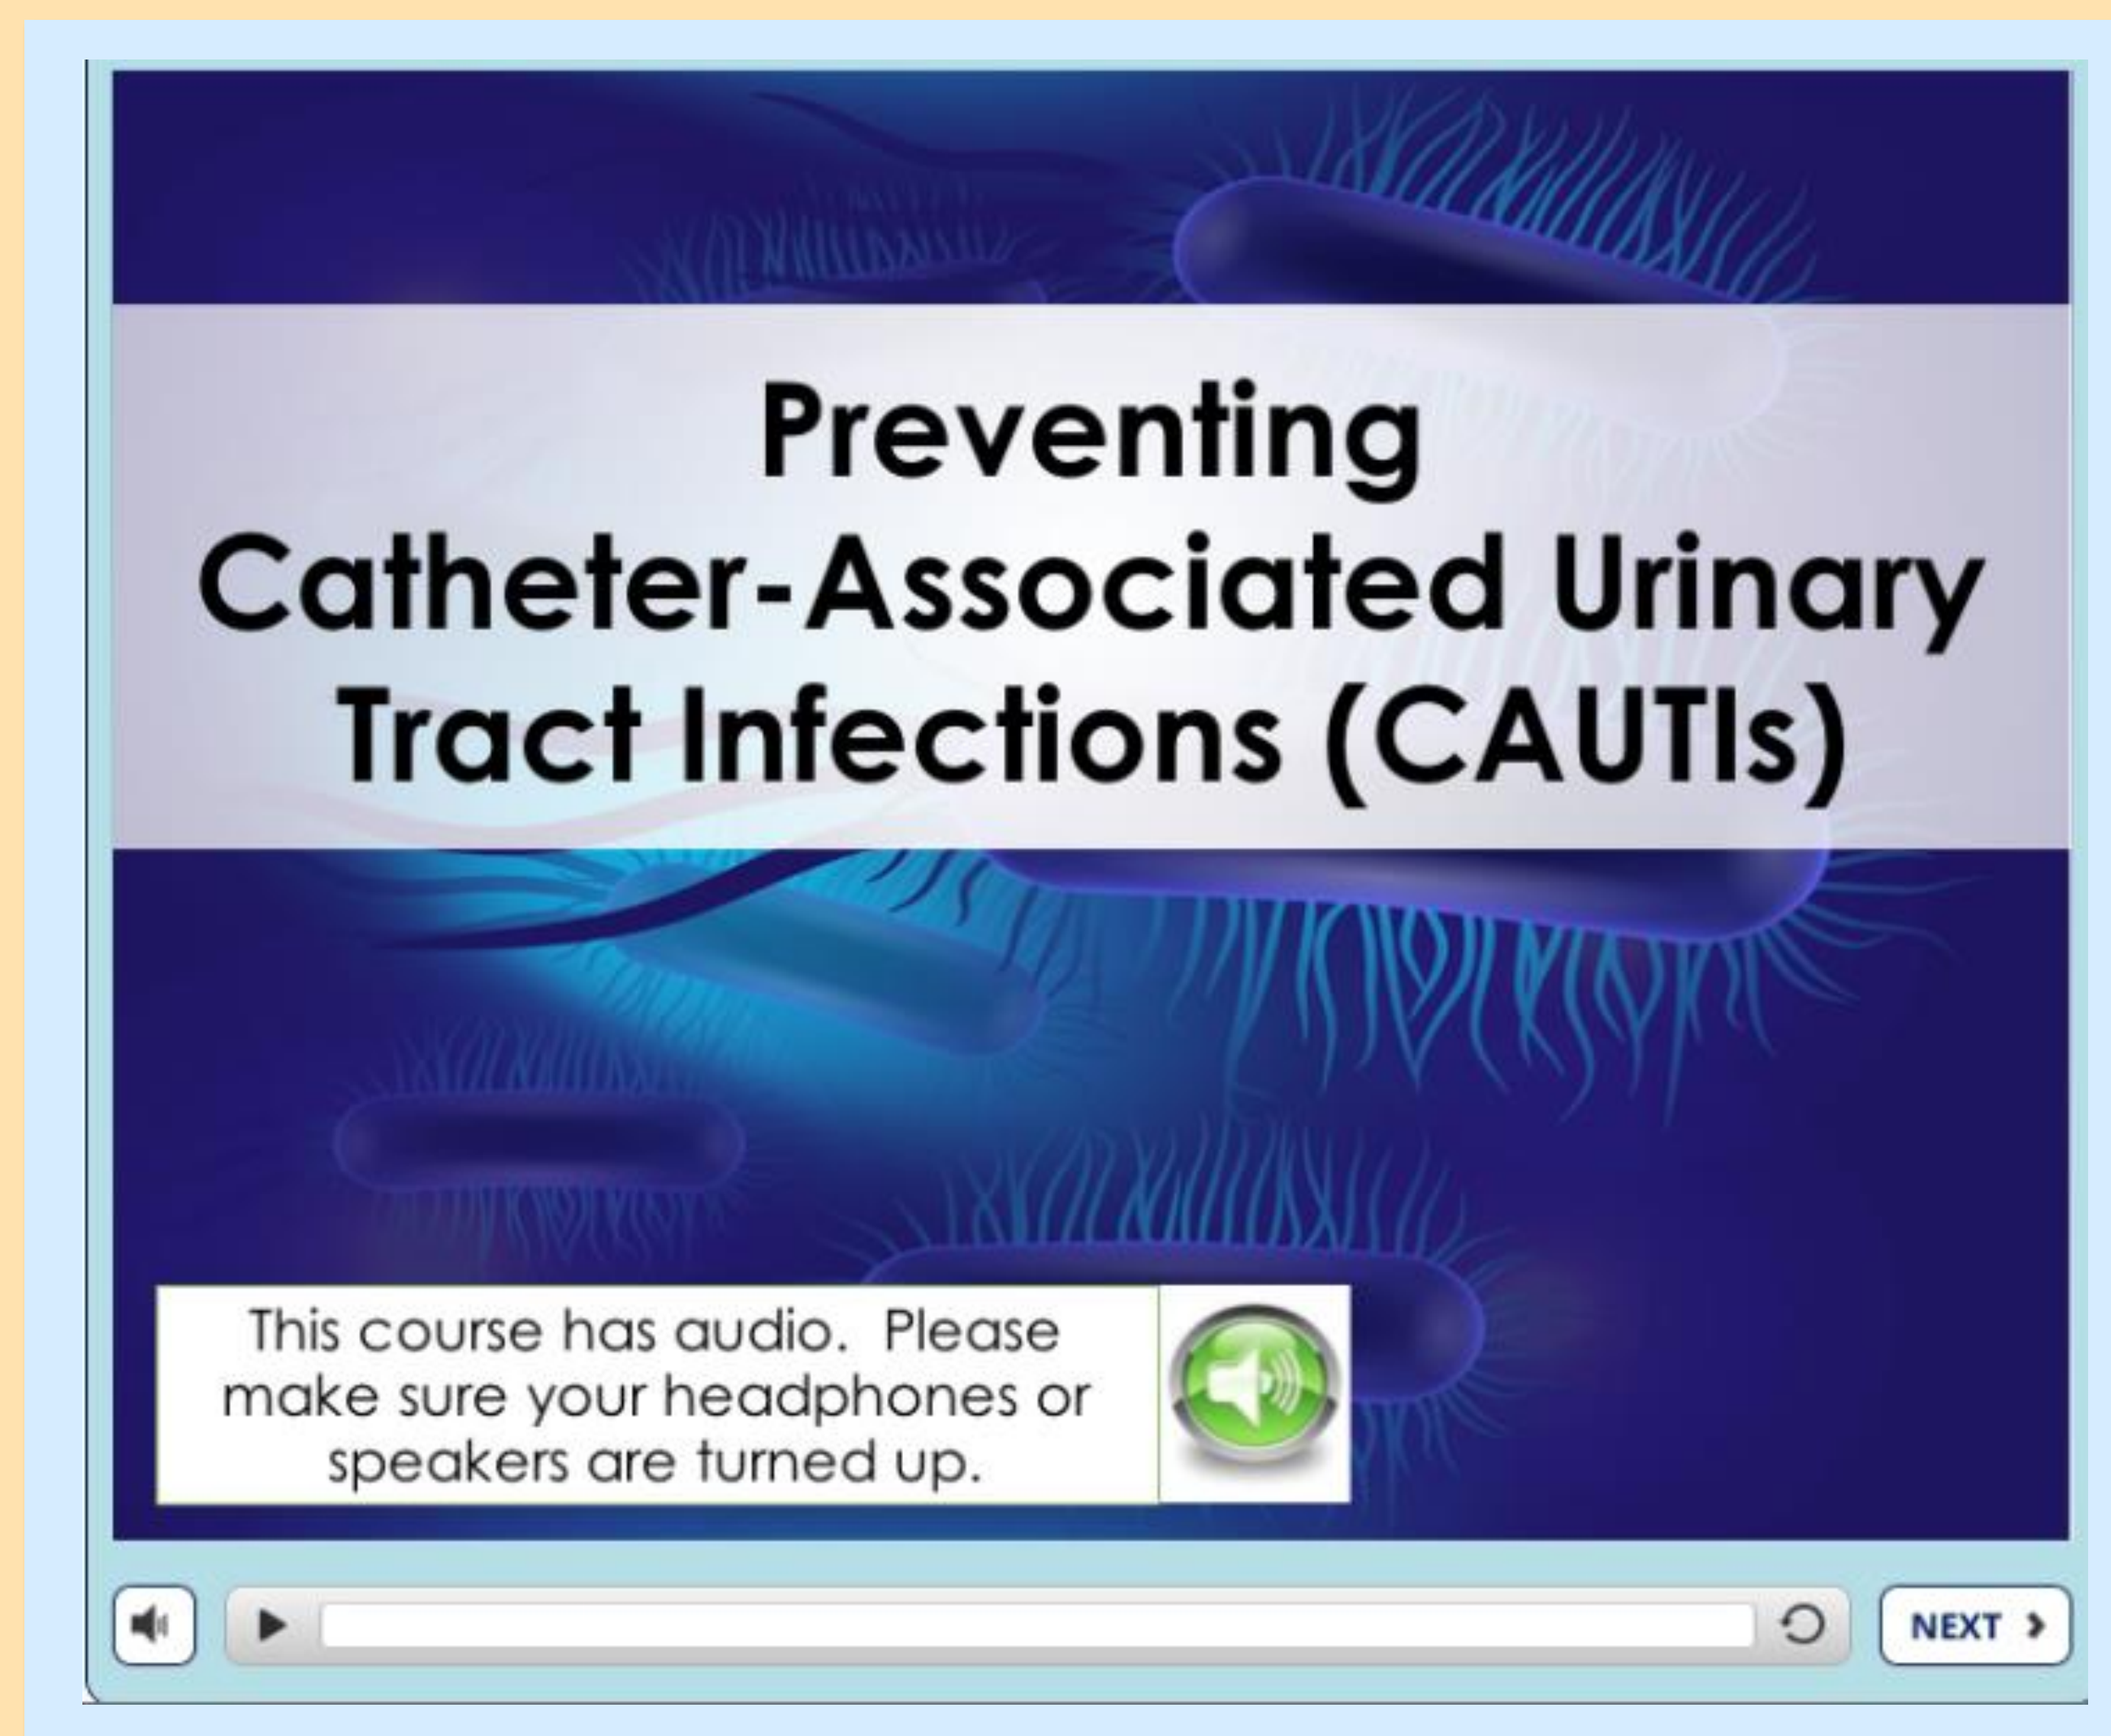 Preventing
Catheter-Associated Urinary
Tract Infections (CAUTIs)
This course has audio.  Please
make sure your headphones or
speakers are turned up.
NEXT